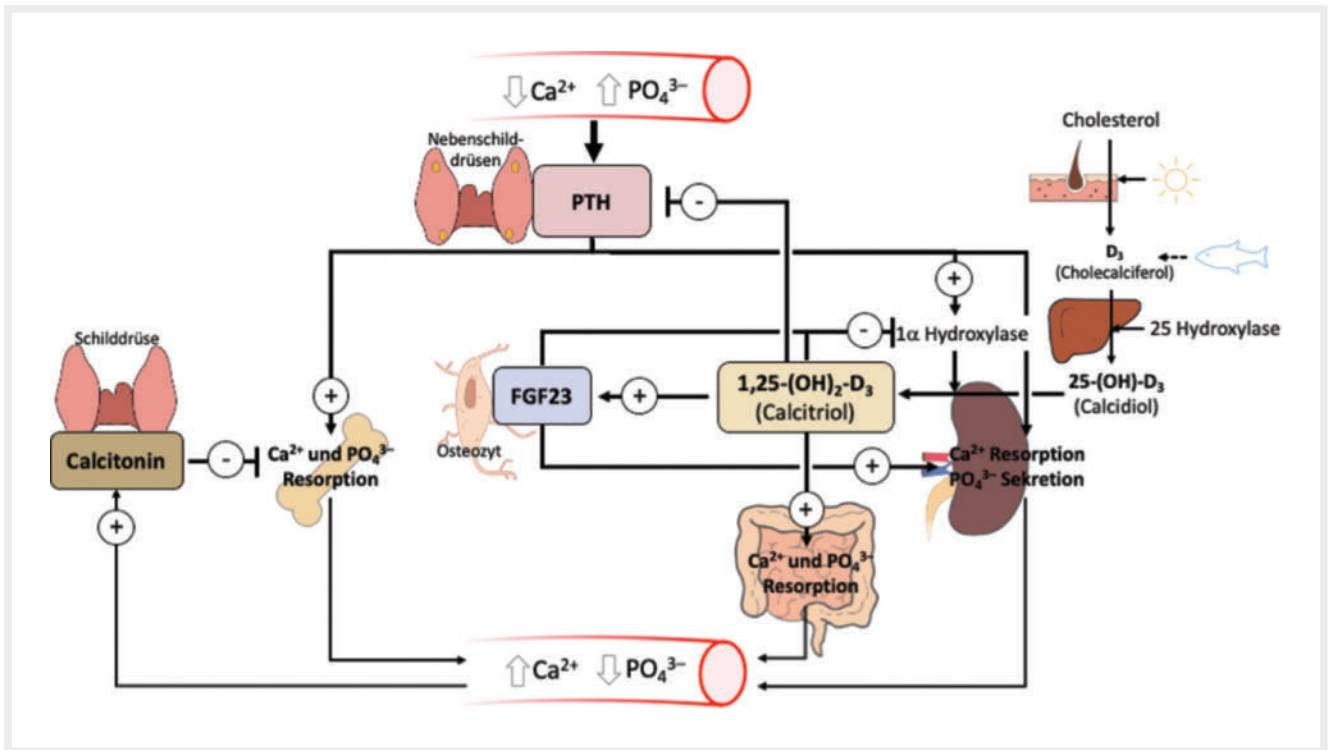 Ca²⁺ PO₄³⁻
Nebenschild-
drüsen
PTH
-
Cholesterol
D₃
(Cholecalciferol)
+
Schilddrüse
-
1α Hydroxylase
25 Hydroxylase
+
FGF23
+
1,25-(OH)₂-D₃
(Calcitriol)
25-(OH)-D₃
(Calcidiol)
Osteozyt
Calcitonin
-
Ca²⁺ und PO₄³⁻
Resorption
+
Ca²⁺ Resorption
PO₄³⁻ Sekretion
+
+
Ca²⁺ und PO₄³⁻
Resorption
Ca²⁺ PO₄³⁻